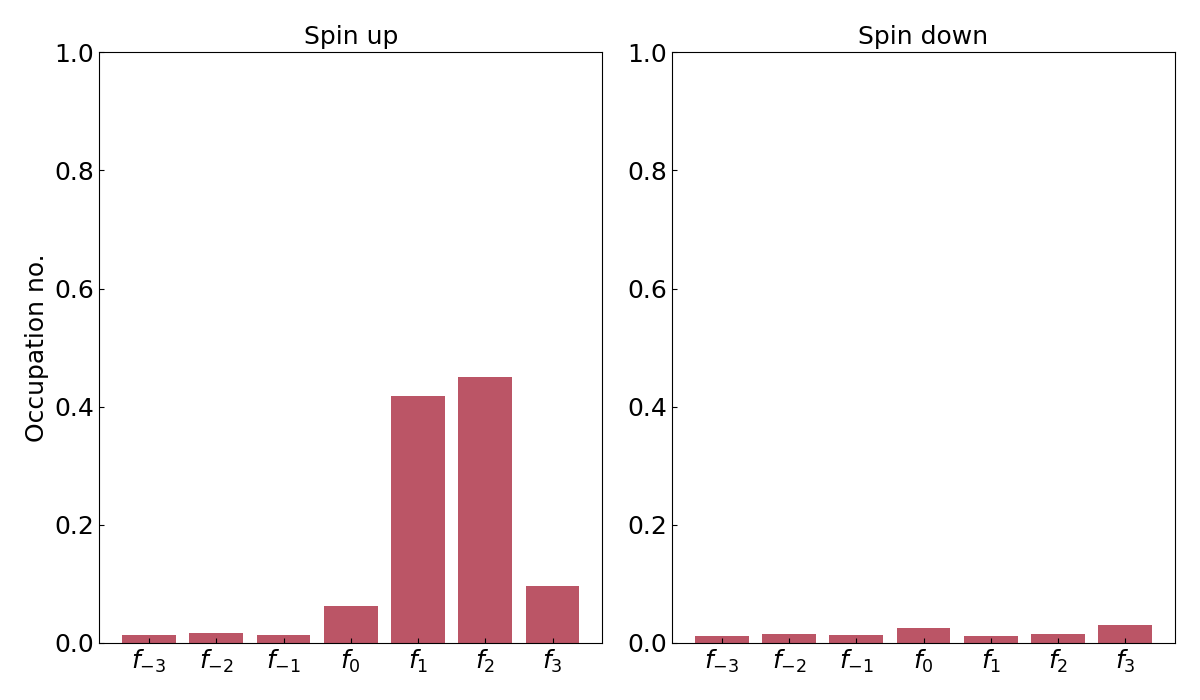 Spin up
Spin down
Occupation no.
1.0
0.8
0.6
0.4
0.2
0.0
f₋₃ f₋₂ f₋₁ f₀ f₁ f₂ f₃
1.0
0.8
0.6
0.4
0.2
0.0
f₋₃ f₋₂ f₋₁ f₀ f₁ f₂ f₃